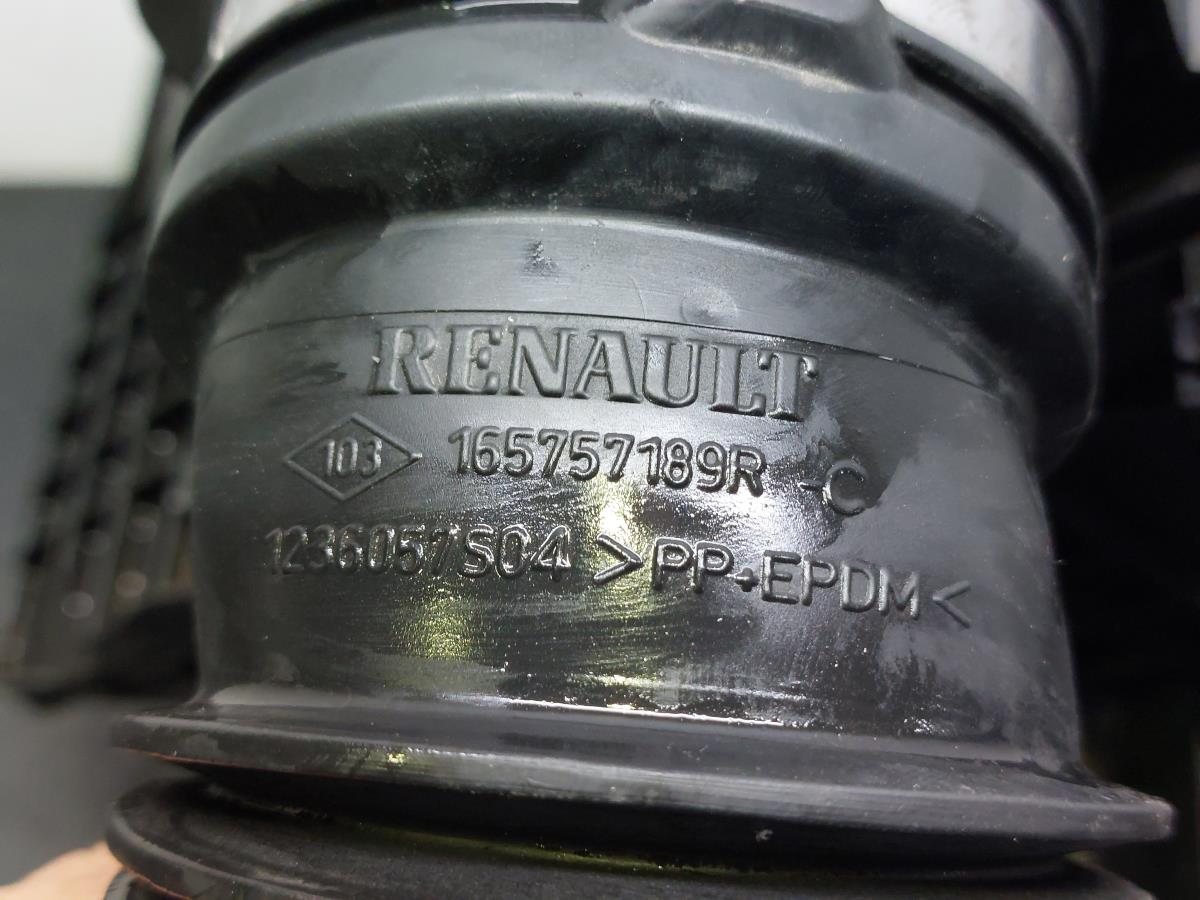 RENAULT
103 165757189R -C
1236057S04 >PP+EPDM<